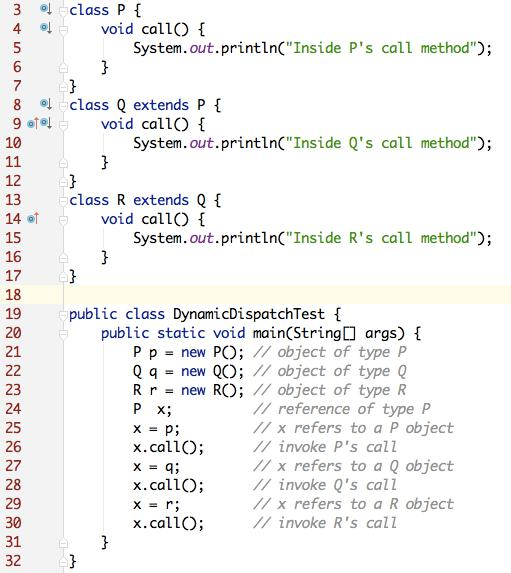 3 class P {
4     void call() {
5         System.out.println("Inside P's call method");
6     }
7 }
8 class Q extends P {
9     void call() {
10         System.out.println("Inside Q's call method");
11     }
12 }
13 class R extends Q {
14     void call() {
15         System.out.println("Inside R's call method");
16     }
17 }
18
19 public class DynamicDispatchTest {
20     public static void main(String[] args) {
21         P p = new P(); // object of type P
22         Q q = new Q(); // object of type Q
23         R r = new R(); // object of type R
24         P  x;          // reference of type P
25         x = p;         // x refers to a P object
26         x.call();      // invoke P's call
27         x = q;         // x refers to a Q object
28         x.call();      // invoke Q's call
29         x = r;         // x refers to a R object
30         x.call();      // invoke R's call
31     }
32 }